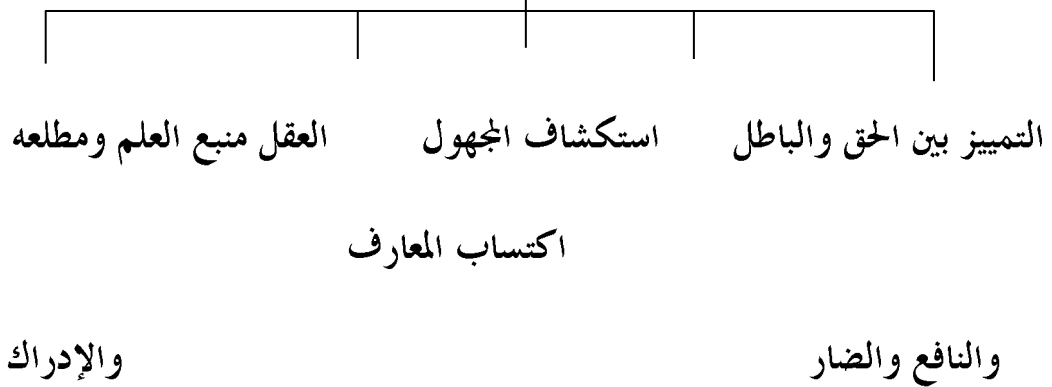 التمييز بين الحق والباطل استكشاف المجهول العقل منبع العلم ومطلعه
اكتساب المعارف
والنافع والضار والإدراك